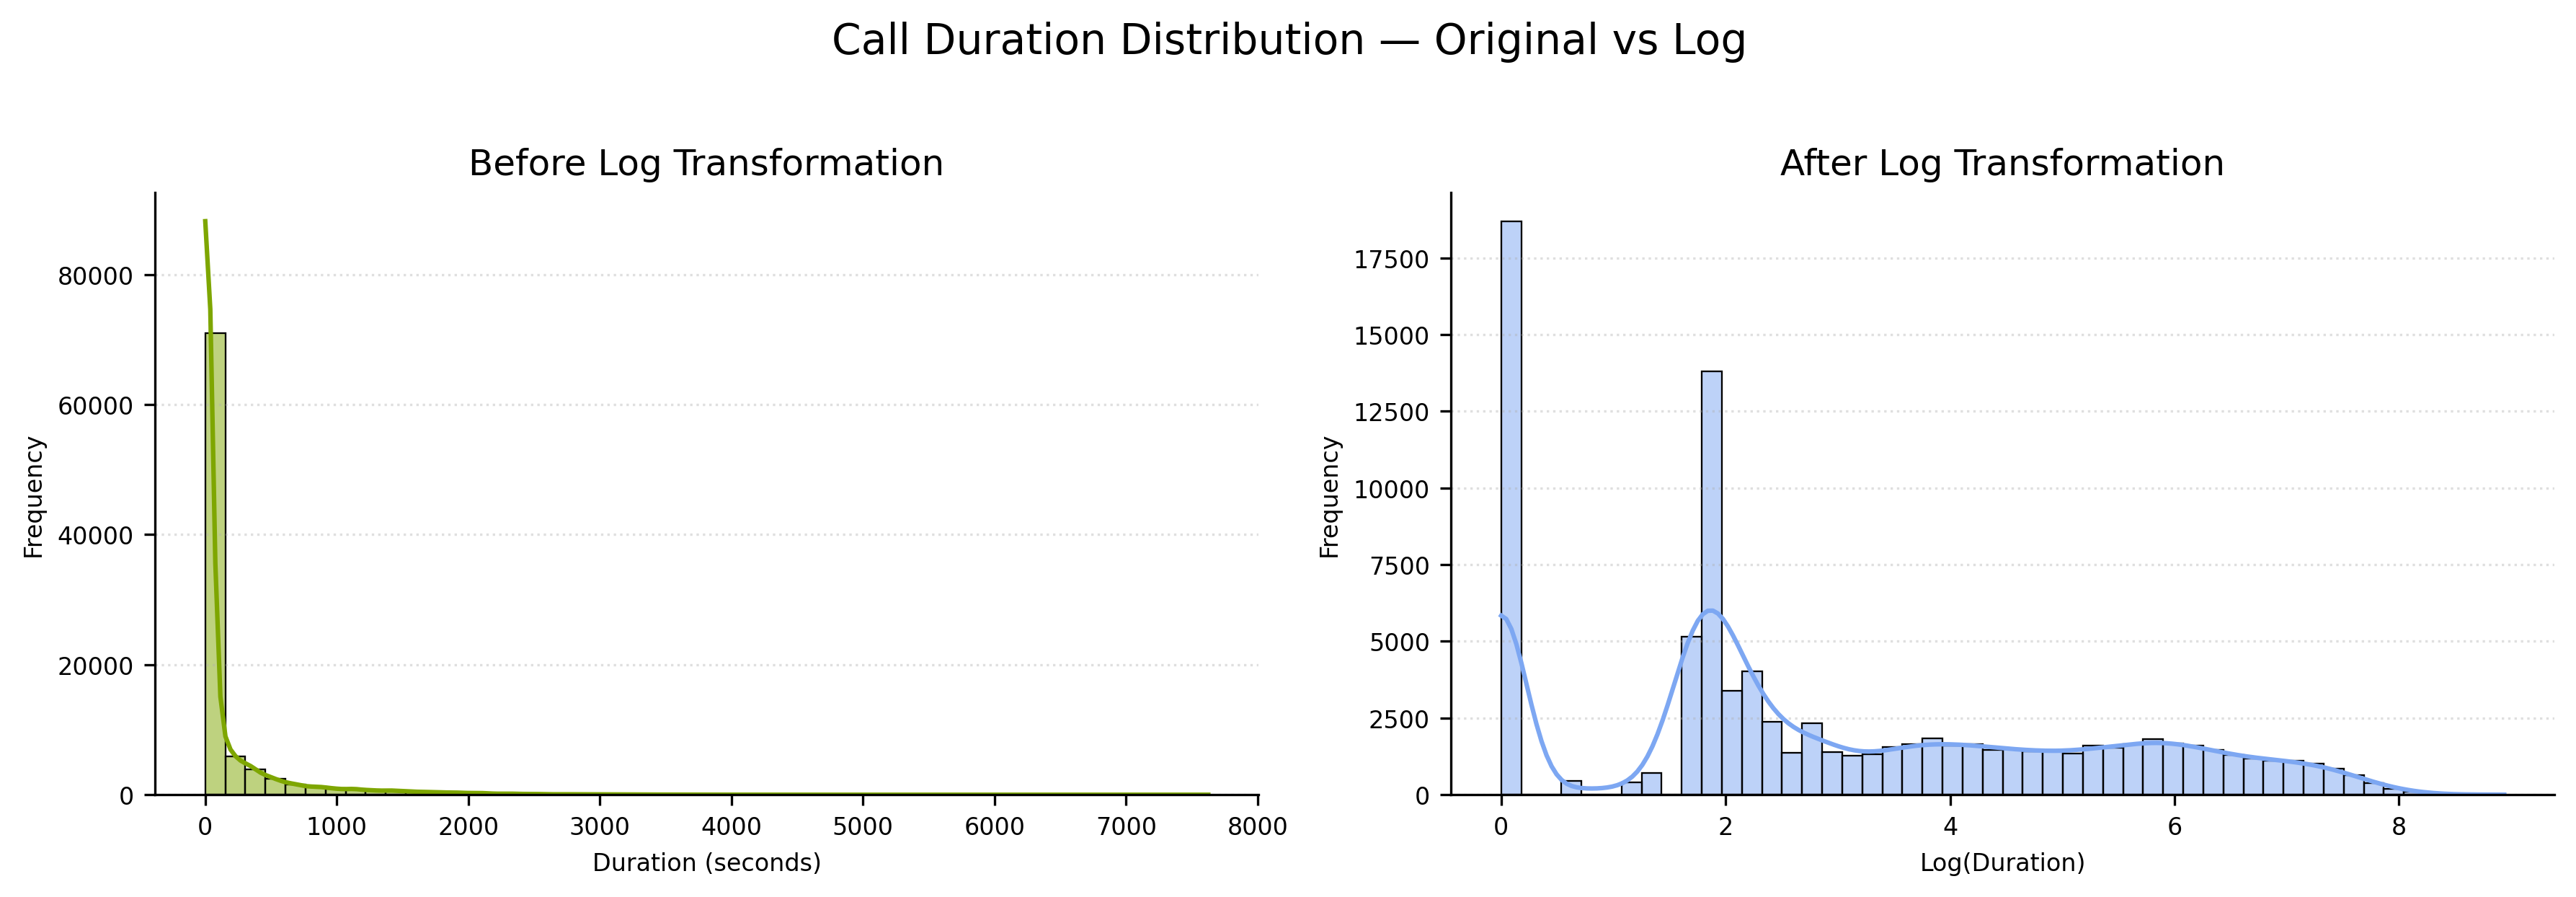 Call Duration Distribution — Original vs Log
Before Log Transformation
80000
60000
40000
20000
0
Frequency
0 1000 2000 3000 4000 5000 6000 7000 8000
Duration (seconds)
After Log Transformation
17500
15000
12500
10000
7500
5000
2500
0
Frequency
0 2 4 6 8
Log(Duration)